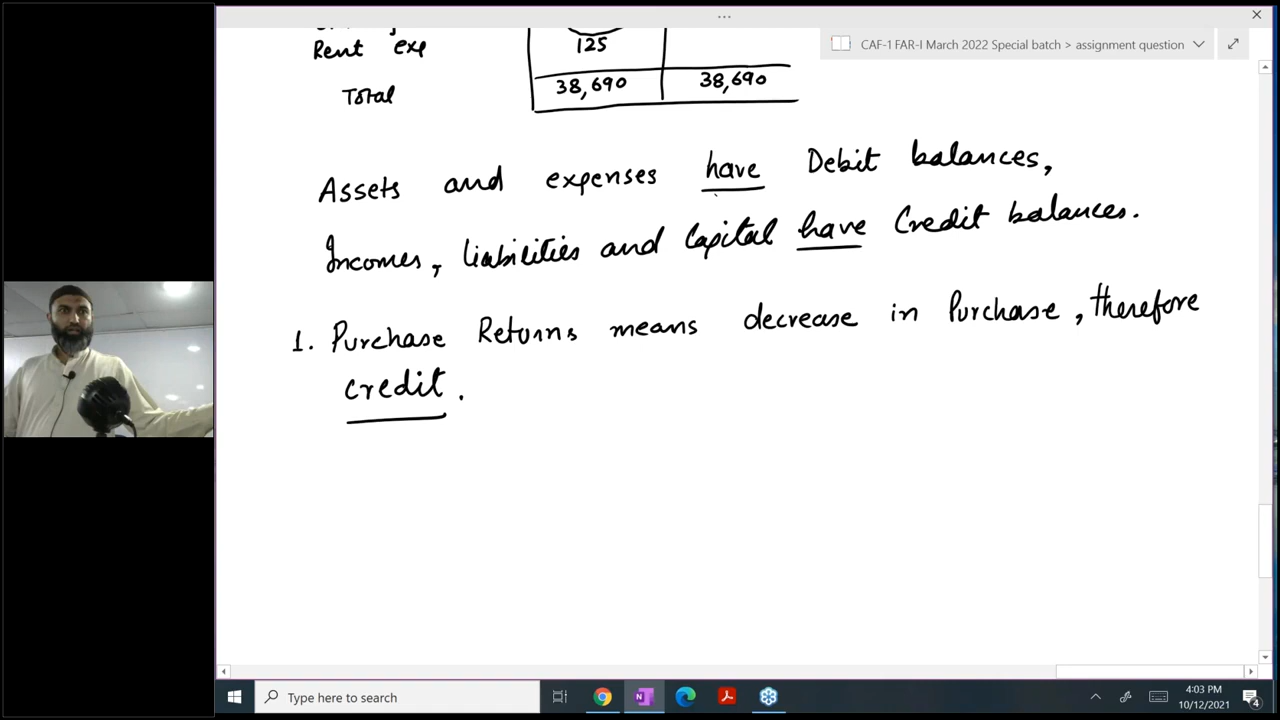 CAF-1 FAR-I March 2022 Special batch > assignment question
Rent exp 125
Total 38,690 38,690
Assets and expenses have Debit balances,
Incomes, liabilities and Capital have Credit balances.
1. Purchase Returns means decrease in Purchase, therefore
credit.
Type here to search
4:03 PM
10/12/2021
4